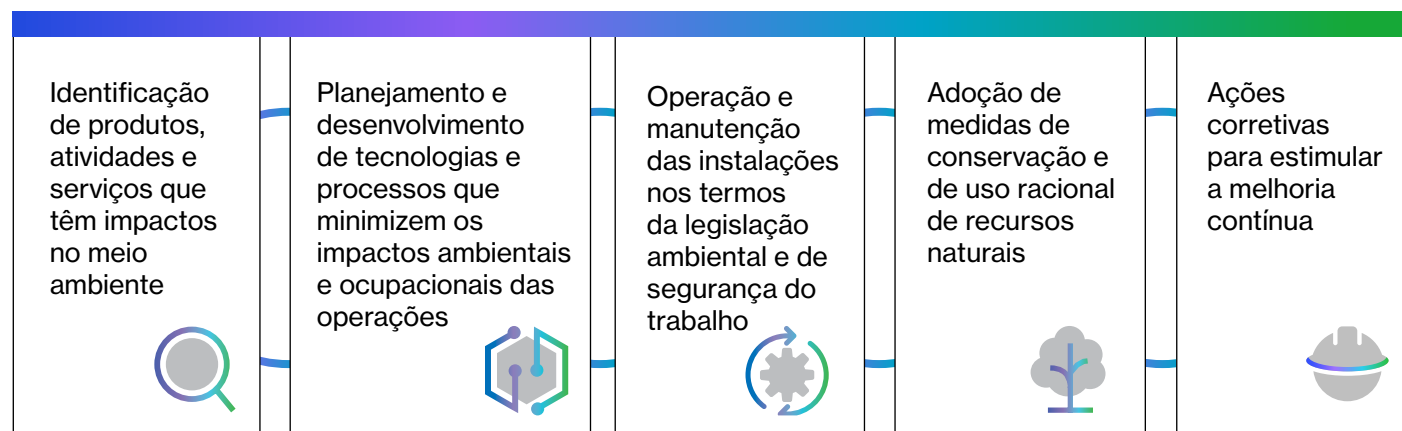 Identificação
de produtos,
atividades e
serviços que
têm impactos
no meio
ambiente
Planejamento e
desenvolvimento
de tecnologias e
processos que
minimizem os
impactos ambientais
e ocupacionais das
operações
Operação e
manutenção
das instalações
nos termos
da legislação
ambiental e de
segurança do
trabalho
Adoção de
medidas de
conservação e
de uso racional
de recursos
naturais
Ações
corretivas
para estimular
a melhoria
contínua